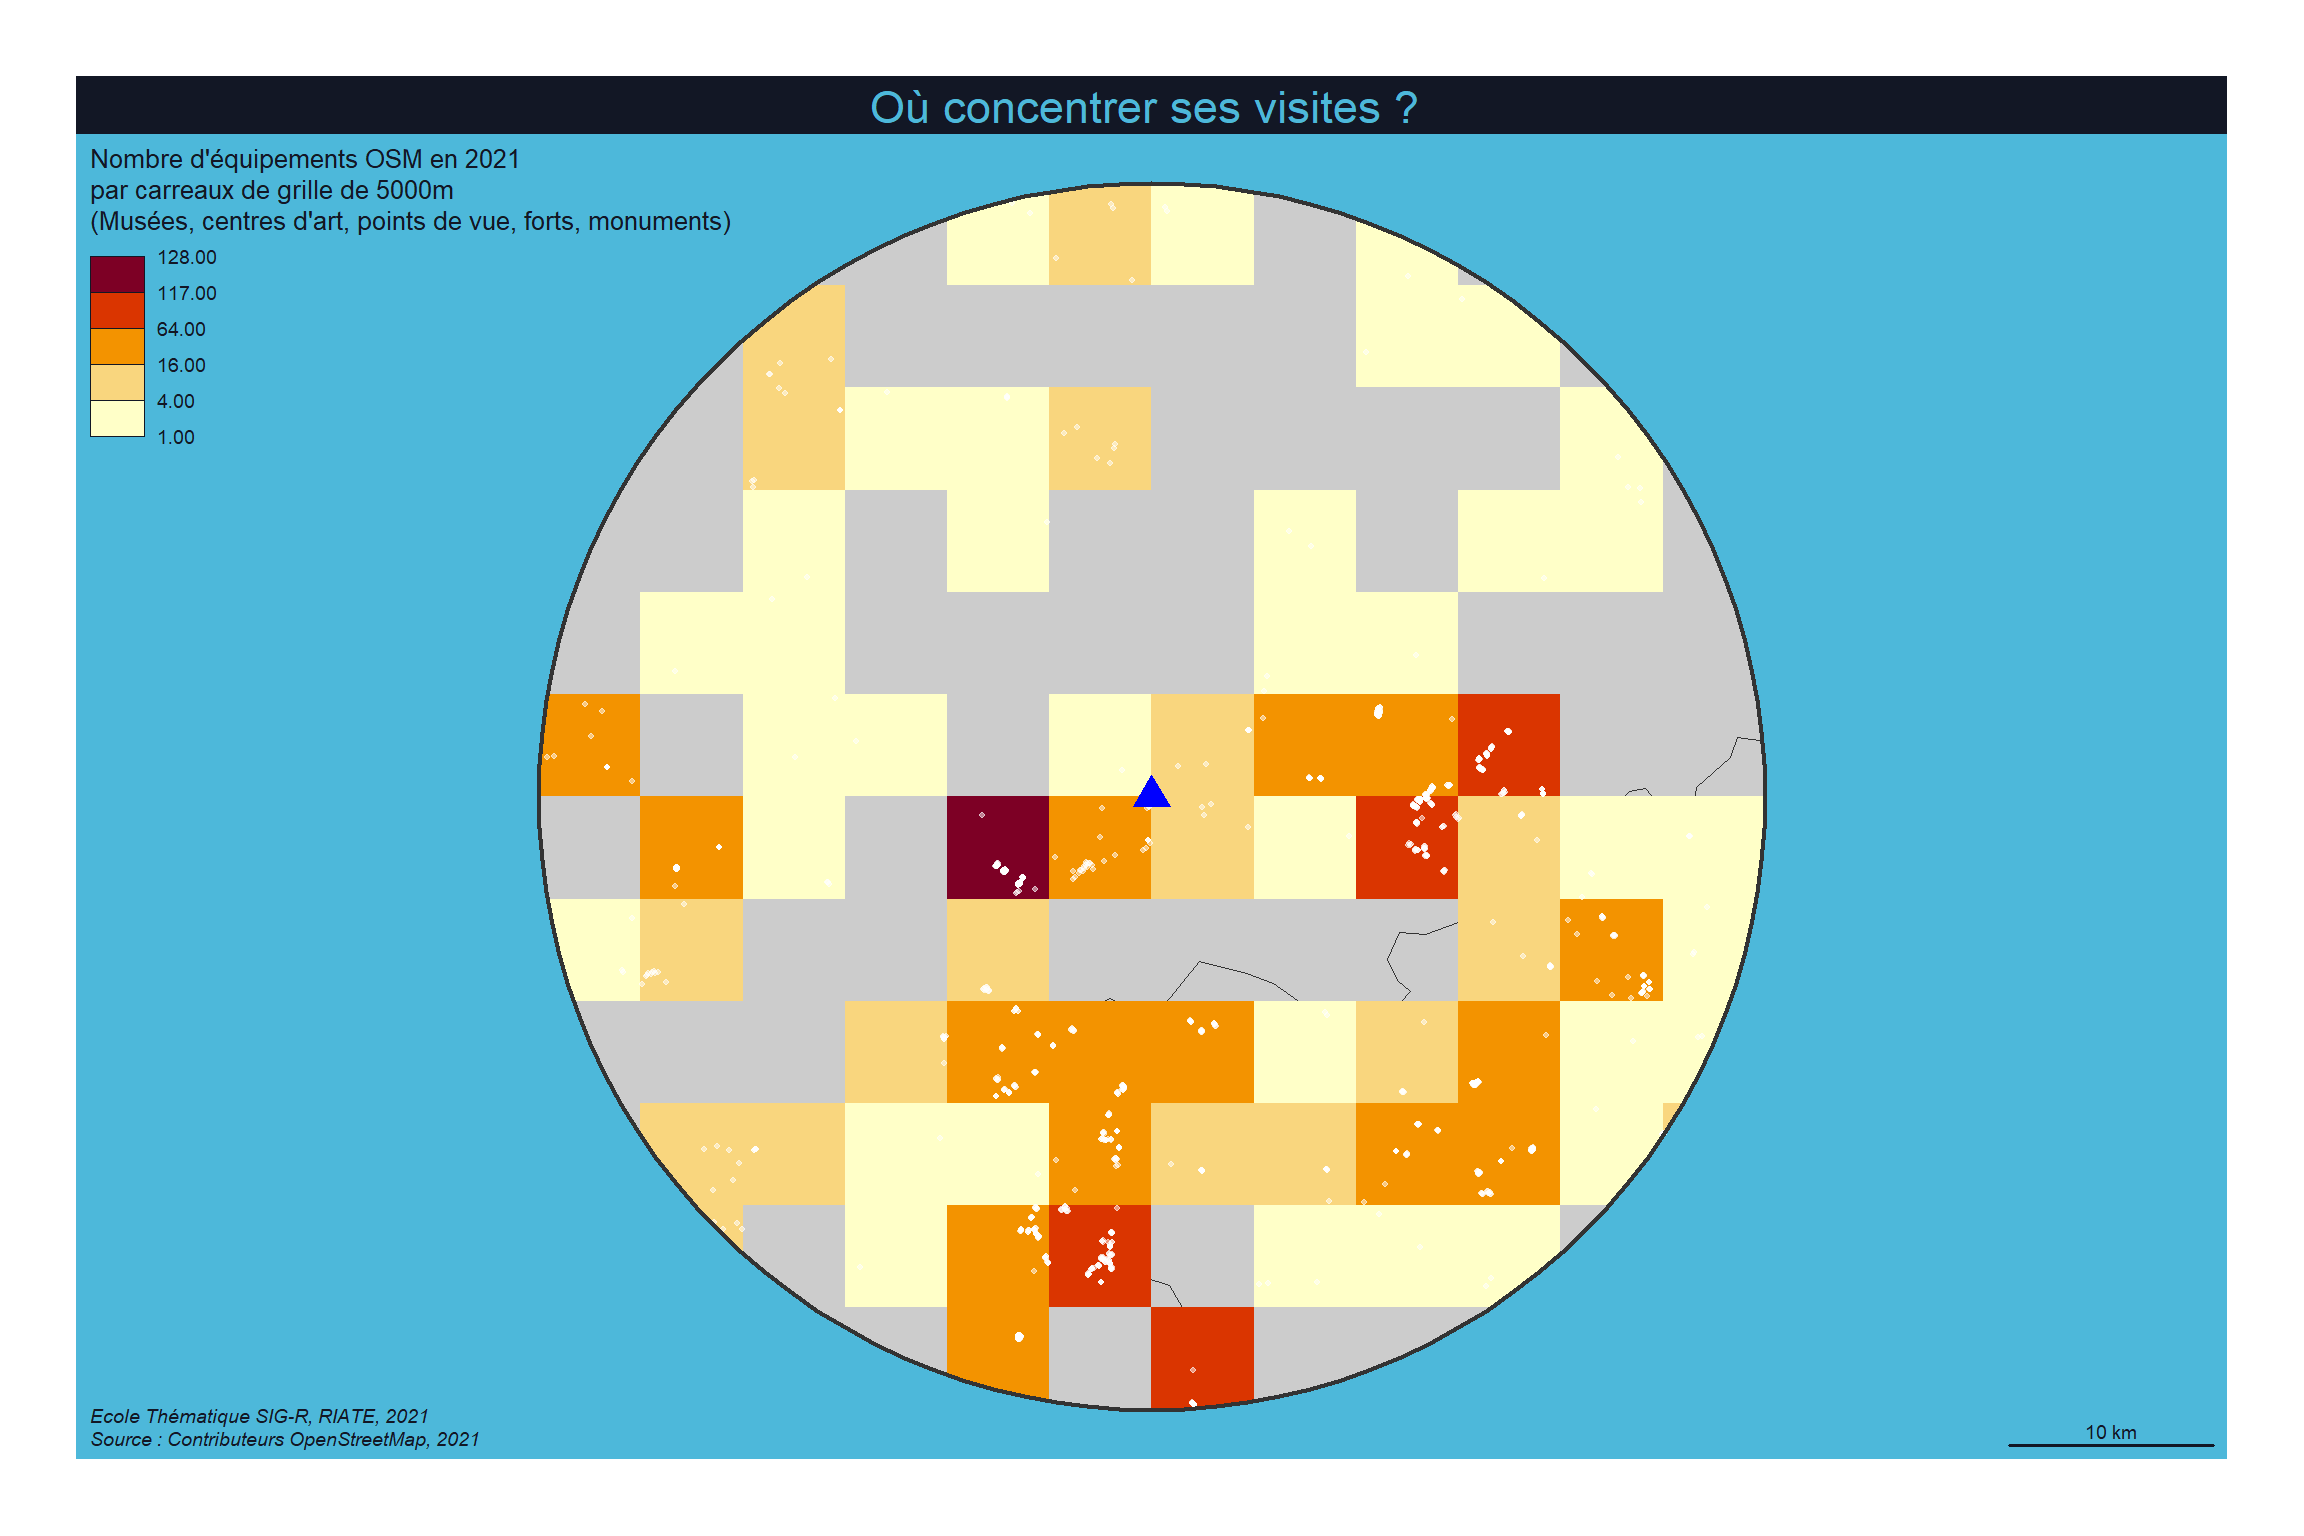 Où concentrer ses visites ?
Nombre d'équipements OSM en 2021
par carreaux de grille de 5000m
(Musées, centres d'art, points de vue, forts, monuments)
128.00
117.00
64.00
16.00
4.00
1.00
Ecole Thématique SIG-R, RIATE, 2021
Source : Contributeurs OpenStreetMap, 2021
10 km